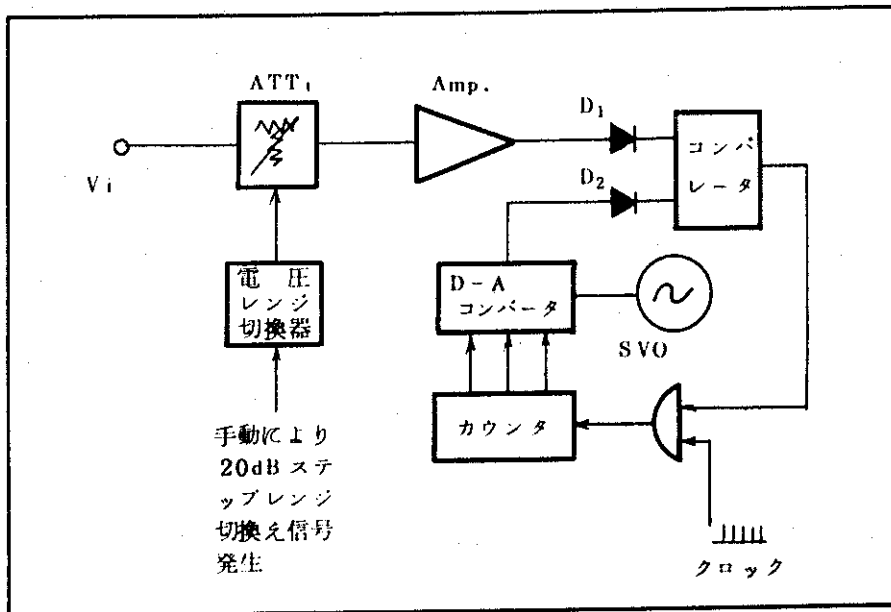 ATT₁
Amp.
D₁
コンパ
レータ
Vi
D₂
電圧
レンジ
切換器
D-A
コンバータ
SVO
カウンタ
手動により
20dBステ
ップレンジ
切換え信号
発生
クロック